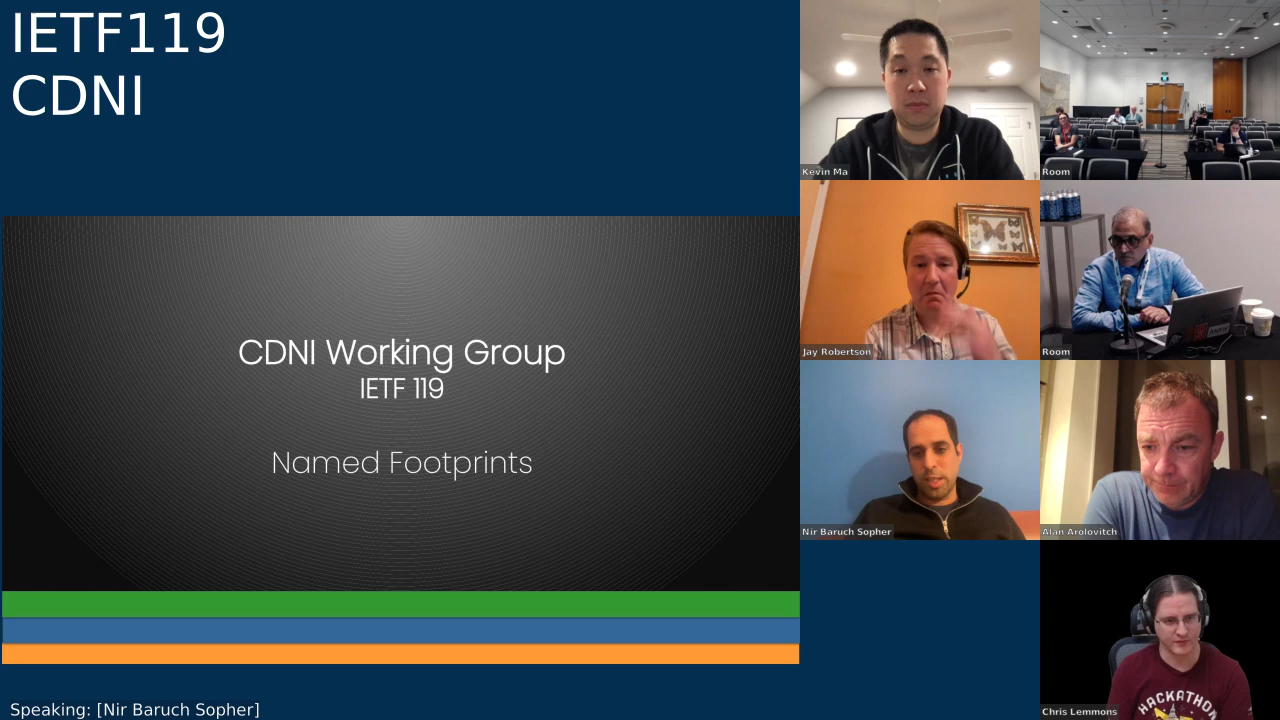 IETF119
CDNI
CDNI Working Group
IETF 119
Named Footprints
Kevin Ma
Room
Jay Robertson
Room
Nir Baruch Sopher
Alan Arolovitch
HACKATHON
Chris Lemmons
Speaking: [Nir Baruch Sopher]